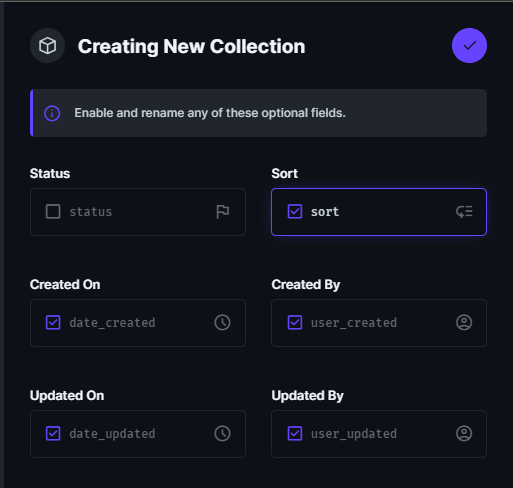 Creating New Collection
Enable and rename any of these optional fields.
Status
Sort
status
sort
Created On
Created By
date_created
user_created
Updated On
Updated By
date_updated
user_updated